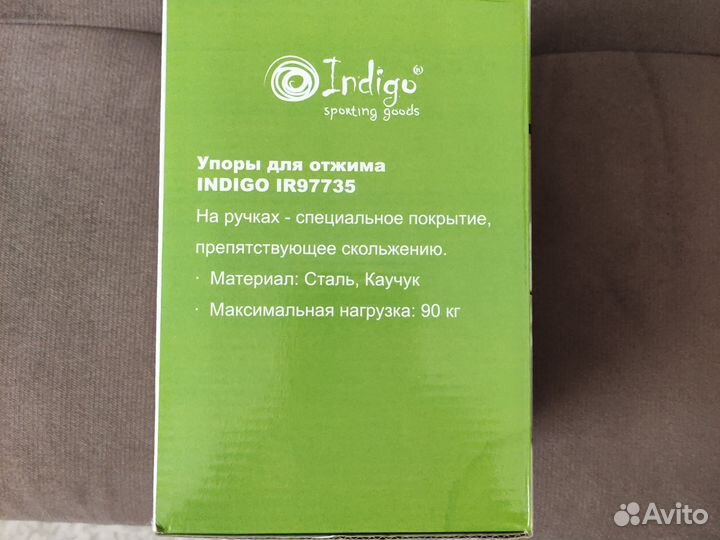 Indigo®
sporting goods
Упоры для отжима
INDIGO IR97735
На ручках - специальное покрытие,
препятствующее скольжению.
· Материал: Сталь, Каучук
· Максимальная нагрузка: 90 кг
Avito